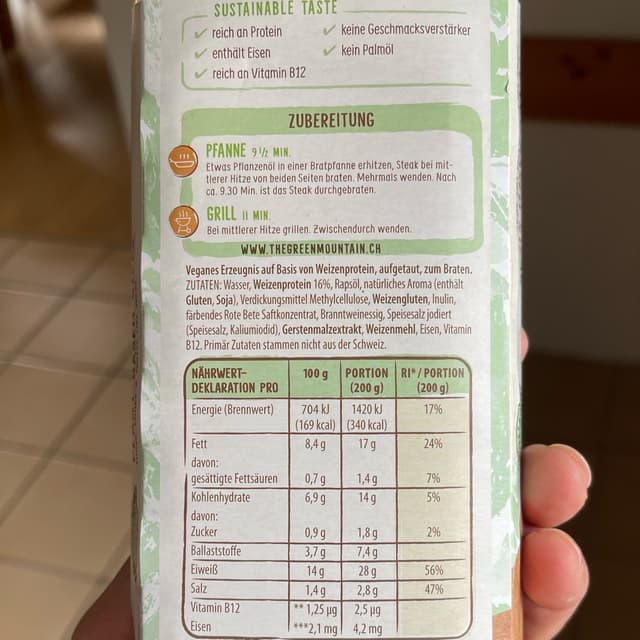 SUSTAINABLE TASTE
✓ reich an Protein ✓ keine Geschmacksverstärker
✓ enthält Eisen ✓ kein Palmöl
✓ reich an Vitamin B12
ZUBEREITUNG
PFANNE 9 1/2 MIN.
Etwas Pflanzenöl in einer Bratpfanne erhitzen, Steak bei mit-
tlerer Hitze von beiden Seiten braten. Mehrmals wenden. Nach
ca. 9.30 Min. ist das Steak durchgebraten.
GRILL 11 MIN.
Bei mittlerer Hitze grillen. Zwischendurch wenden.
WWW.THEGREENMOUNTAIN.CH
Veganes Erzeugnis auf Basis von Weizenprotein, aufgetaut, zum Braten.
ZUTATEN: Wasser, Weizenprotein 16%, Rapsöl, natürliches Aroma (enthält
Gluten, Soja), Verdickungsmittel Methylcellulose, Weizengluten, Inulin,
färbendes Rote Bete Saftkonzentrat, Branntweinessig, Speisesalz jodiert
(Speisesalz, Kaliumiodid), Gerstenmalzextrakt, Weizenmehl, Eisen, Vitamin
B12. Primär Zutaten stammen nicht aus der Schweiz.
NÄHRWERT- 100 g PORTION RI*/PORTION
DEKLARATION PRO (200 g) (200 g)
Energie (Brennwert) 704 kJ 1420 kJ 17%
(169 kcal) (340 kcal)
Fett 8,4 g 17 g 24%
davon:
gesättigte Fettsäuren 0,7 g 1,4 g 7%
Kohlenhydrate 6,9 g 14 g 5%
davon:
Zucker 0,9 g 1,8 g 2%
Ballaststoffe 3,7 g 7,4 g
Eiweiß 14 g 28 g 56%
Salz 1,4 g 2,8 g 47%
Vitamin B12 ** 1,25 µg 2,5 µg
Eisen ***2,1 mg 4,2 mg